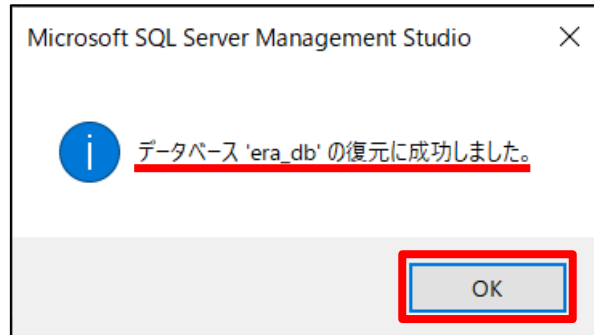 Microsoft SQL Server Management Studio
データベース 'era_db' の復元に成功しました。
OK